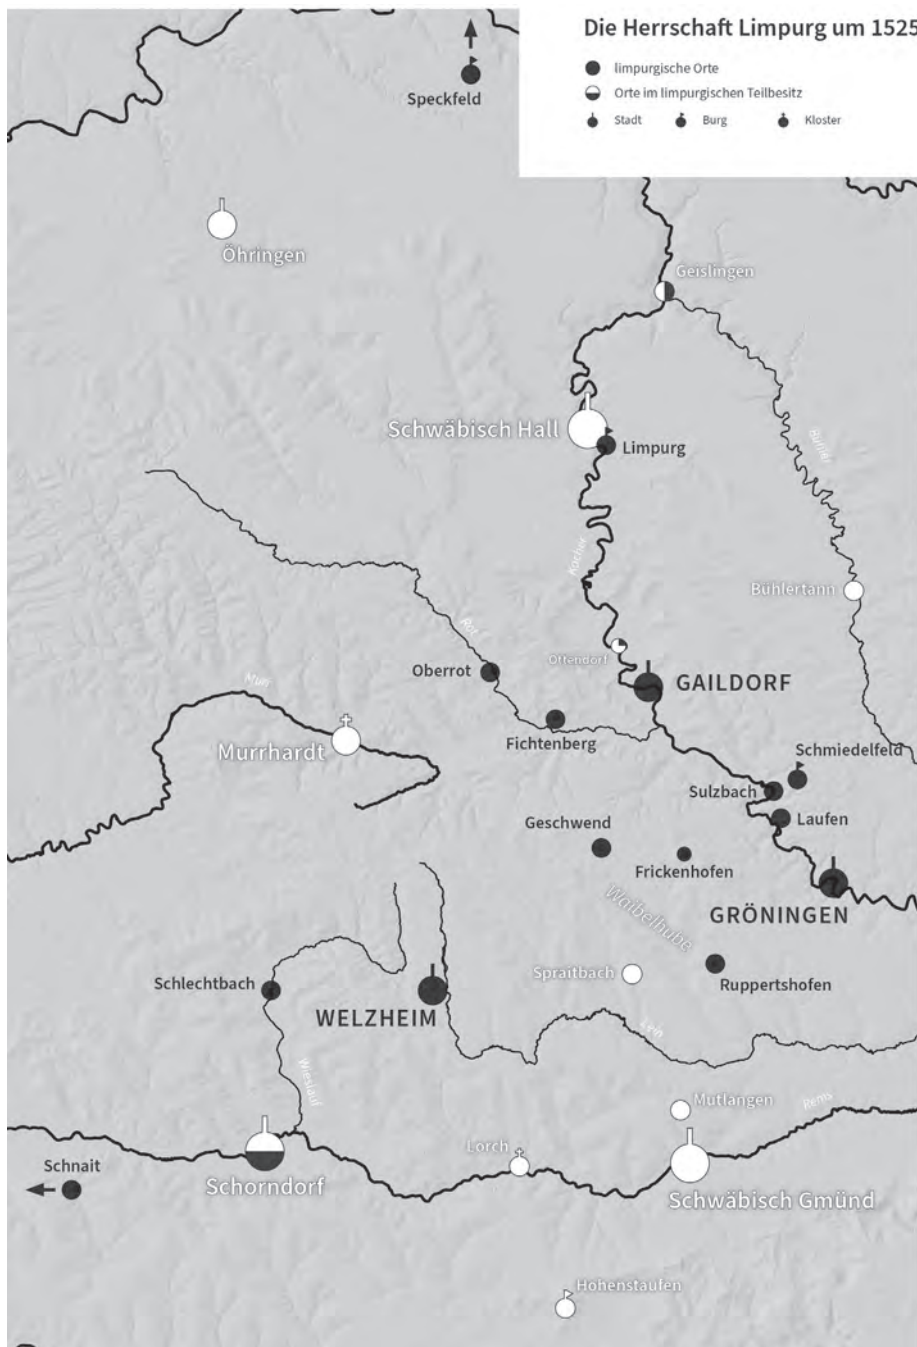 Die Herrschaft Limpurg um 1525
limpurgische Orte
Orte im limpurgischen Teilbesitz
Stadt Burg Kloster
Speckfeld
Öhringen
Geislingen
Schwäbisch Hall
Limpurg
Bühler
Kocher
Bühlertann
Rot
Ottendorf
Oberrot
GAILDORF
Murr
Fichtenberg
Murrhardt
Schmiedelfeld
Sulzbach
Laufen
Geschwend
Frickenhofen
GRÖNINGEN
Waibelhube
Spraitbach
Ruppertshofen
Schlechtbach
WELZHEIM
Lein
Wieslauf
Mutlangen
Rems
Lorch
Schnait
Schorndorf
Schwäbisch Gmünd
Hohenstaufen